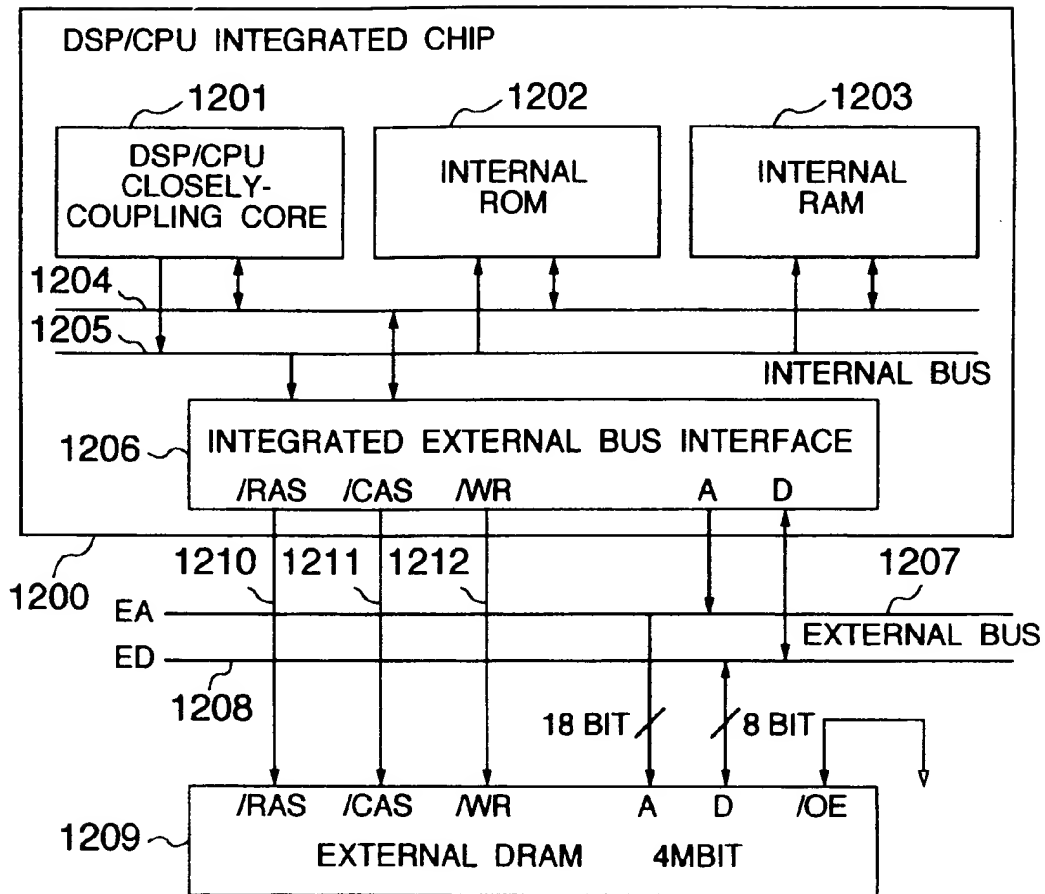 DSP/CPU INTEGRATED CHIP
1201
1202
1203
DSP/CPU
CLOSELY-
COUPLING CORE
INTERNAL
ROM
INTERNAL
RAM
1204
1205
INTERNAL BUS
1206
INTEGRATED EXTERNAL BUS INTERFACE
/RAS /CAS /WR A D
1210 1211 1212 1207
1200
EA
EXTERNAL BUS
ED
1208
18 BIT 8 BIT
/RAS /CAS /WR A D /OE
1209
EXTERNAL DRAM 4MBIT